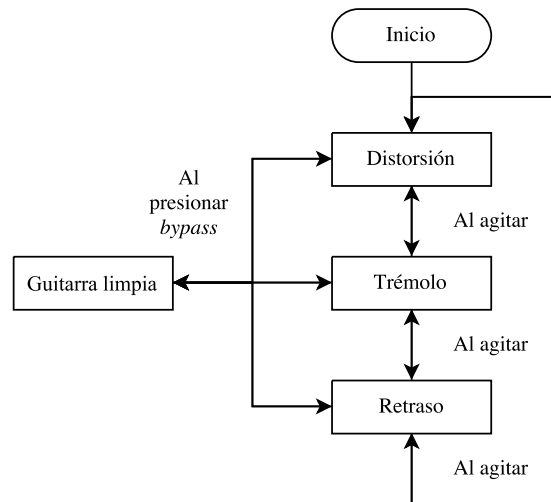 Inicio
Distorsión
Al
presionar
bypass
Al agitar
Guitarra limpia
Trémolo
Al agitar
Retraso
Al agitar